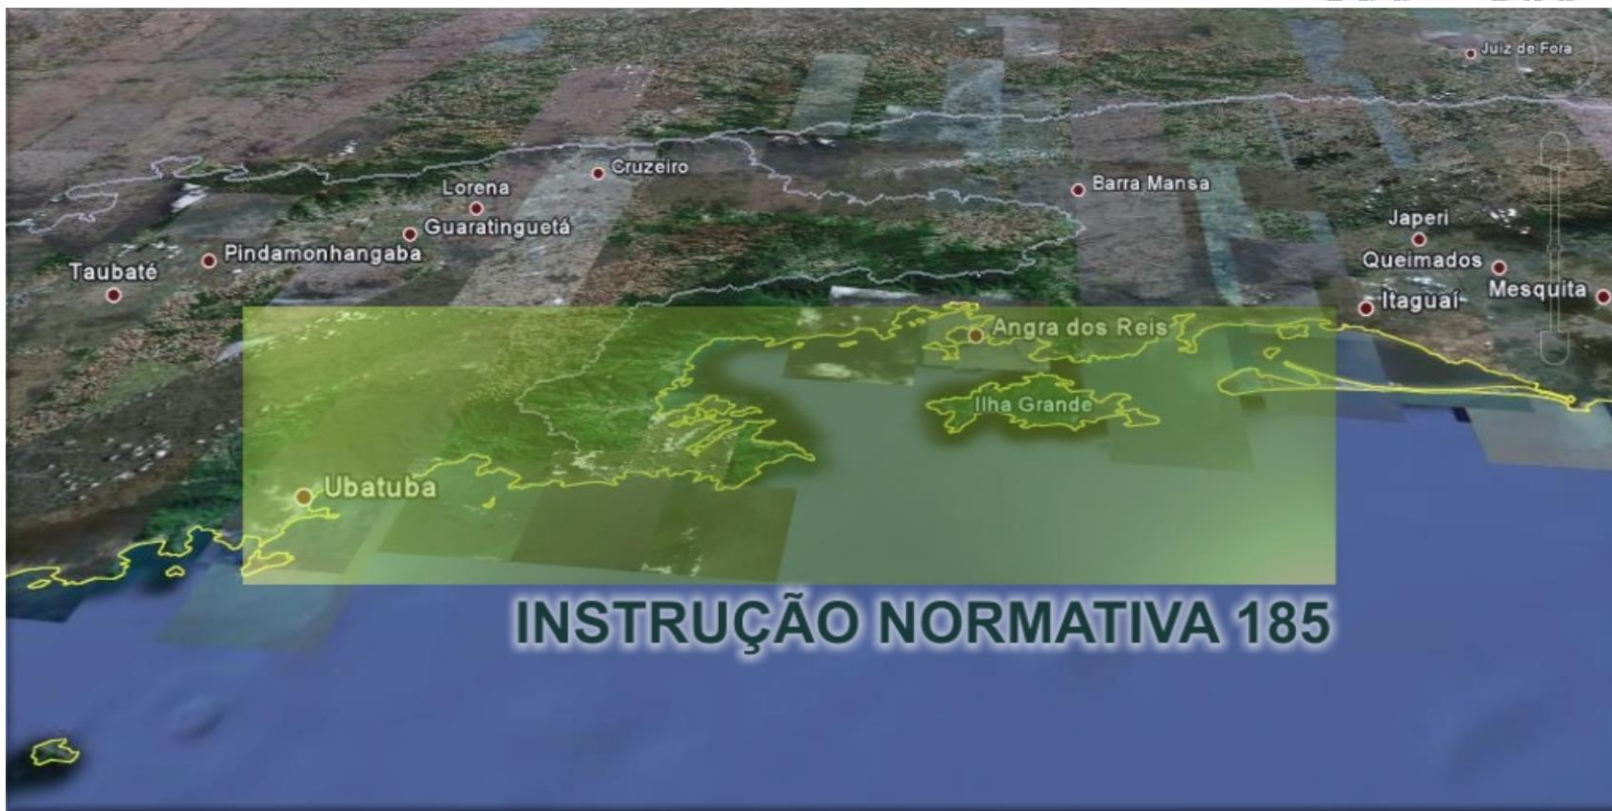 Juiz de Fora
Cruzeiro
Lorena
Barra Mansa
Guaratinguetá
Japeri
Pindamonhangaba
Queimados
Taubaté
Mesquita
Itaguaí
Angra dos Reis
Ilha Grande
Ubatuba
INSTRUÇÃO NORMATIVA 185